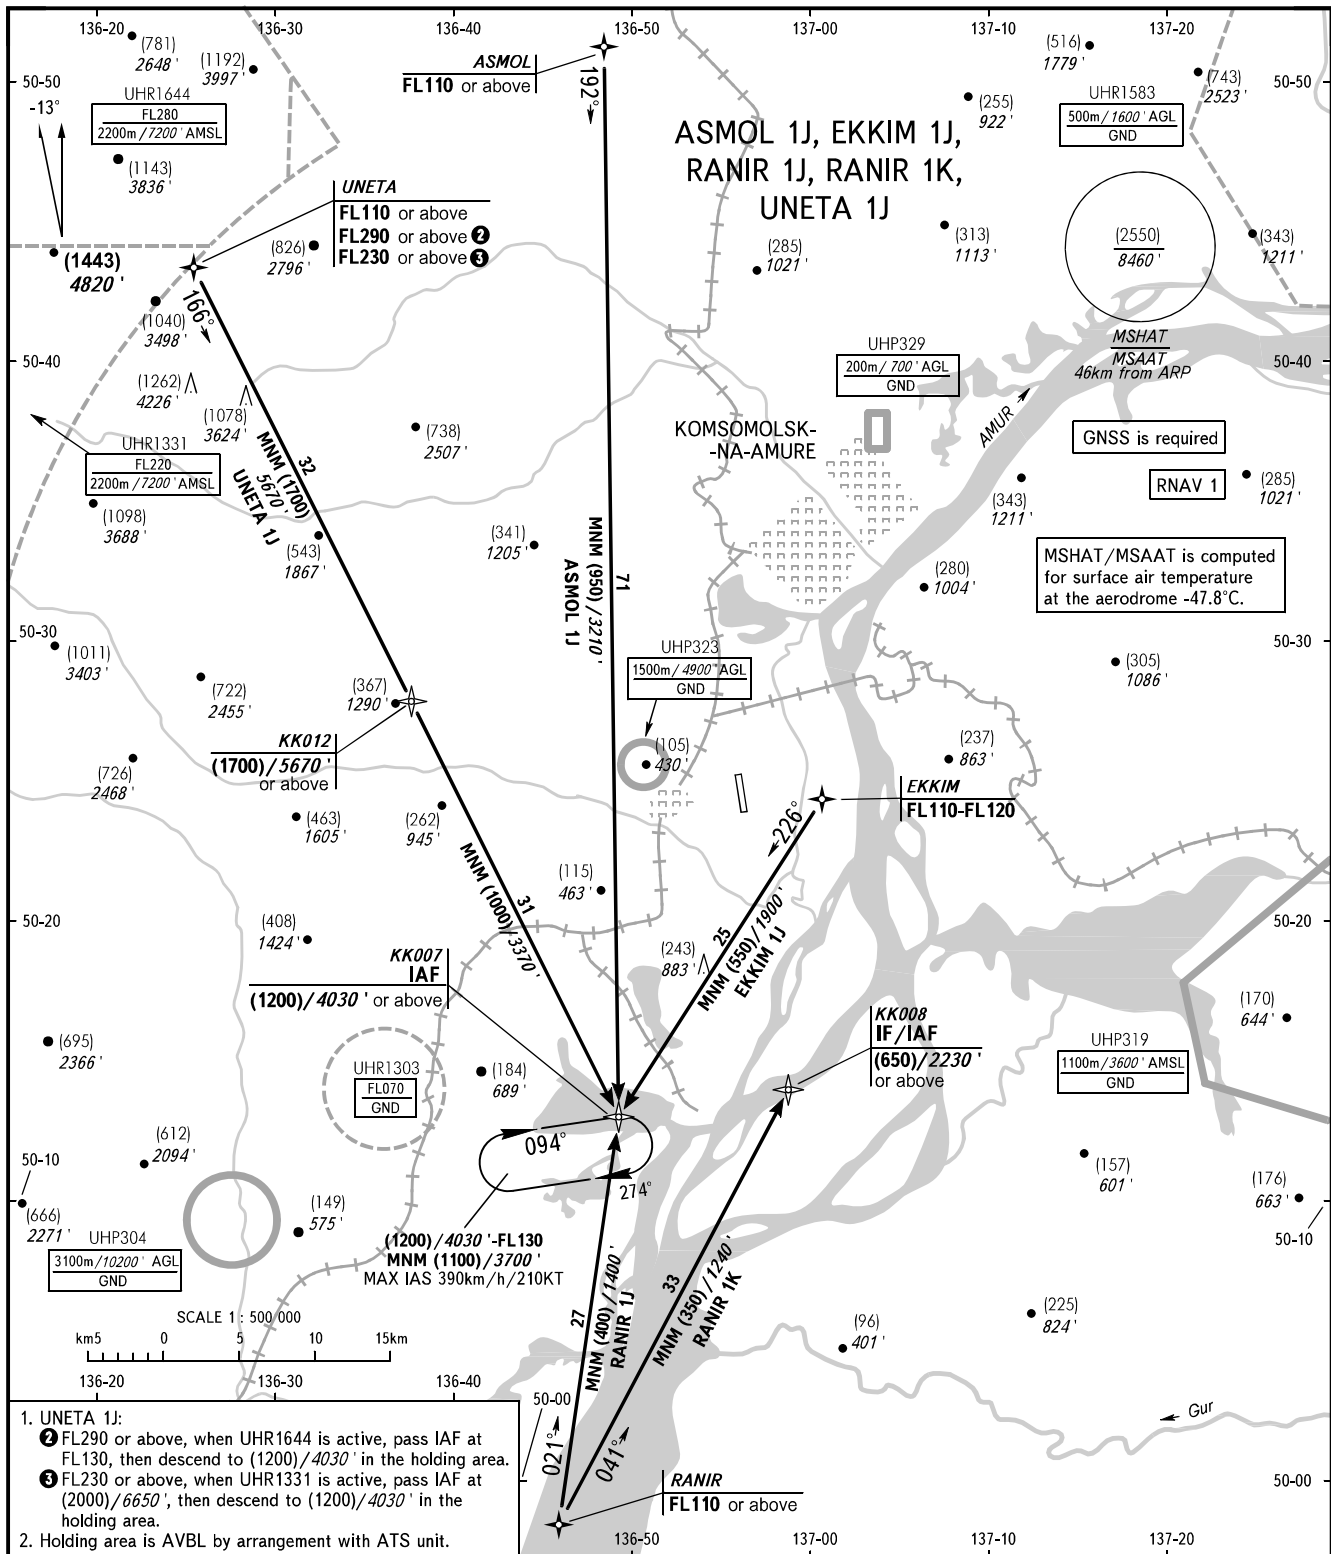 136-20
136-30
136-40
136-50
137-00
137-10
137-20
(781)
2648 '
(1192)
3997 '
50-50
-13°
UHR1644
FL280
2200m/7200' AMSL
(1143)
3836 '
ASMOL
FL110 or above
192°
ASMOL 1J, EKKIM 1J,
RANIR 1J, RANIR 1K,
UNETA 1J
(255)
922 '
(516)
1779 '
(743)
2523 '
50-50
UHR1583
500m/1600' AGL
GND
UNETA
FL110 or above
FL290 or above 2
FL230 or above 3
(826)
2796 '
(1443)
4820 '
(285)
1021 '
(313)
1113 '
(2550)
8460 '
(343)
1211 '
166°
(1040)
3498 '
50-40
(1262)
4226 '
(1078)
3624 '
UHP329
200m/700' AGL
GND
MSHAT
MSAAT
46km from ARP
50-40
AMUR
UHR1331
FL220
2200m/7200' AMSL
(738)
2507 '
KOMSOMOLSK-
-NA-AMURE
GNSS is required
RNAV 1
(285)
1021 '
32
MNM (1700)
5670 '
UNETA 1J
(1098)
3688 '
(543)
1867 '
(341)
1205 '
71
MNM (950)/3210 '
ASMOL 1J
(343)
1211 '
(280)
1004 '
MSHAT/MSAAT is computed
for surface air temperature
at the aerodrome -47.8°C.
50-30
(1011)
3403 '
(722)
2455 '
(367)
1290 '
UHP323
1500m/4900' AGL
GND
(305)
1086 '
50-30
KK012
(1700)/5670 '
or above
(726)
2468 '
(463)
1605 '
(262)
945 '
(105)
430 '
(237)
863 '
EKKIM
FL110-FL120
226°
31
MNM (1000)/3370 '
(115)
463 '
(408)
1424 '
50-20
(243)
883 '
25
MNM (550)/1900 '
EKKIM 1J
50-20
KK007
IAF
(1200)/4030 ' or above
KK008
IF/IAF
(650)/2230 '
or above
(170)
644 '
(695)
2366 '
UHR1303
FL070
GND
(184)
689 '
UHP319
1100m/3600' AMSL
GND
094°
274°
(612)
2094 '
50-10
(666)
2271 '
(149)
575 '
(157)
601 '
(176)
663 '
50-10
UHP304
3100m/10200' AGL
GND
(1200)/4030 '-FL130
MNM (1100)/3700 '
MAX IAS 390km/h/210KT
27
MNM (400)/1400 '
RANIR 1J
33
MNM (350)/1240 '
RANIR 1K
(96)
401 '
(225)
824 '
SCALE 1 : 500 000
km5 0 5 10 15km
136-20
136-30
136-40
50-00
Gur
021°
041°
RANIR
FL110 or above
50-00
1. UNETA 1J:
2 FL290 or above, when UHR1644 is active, pass IAF at
FL130, then descend to (1200)/4030 ' in the holding area.
3 FL230 or above, when UHR1331 is active, pass IAF at
(2000)/6650 ', then descend to (1200)/4030 ' in the
holding area.
2. Holding area is AVBL by arrangement with ATS unit.
136-50
137-00
137-10
137-20